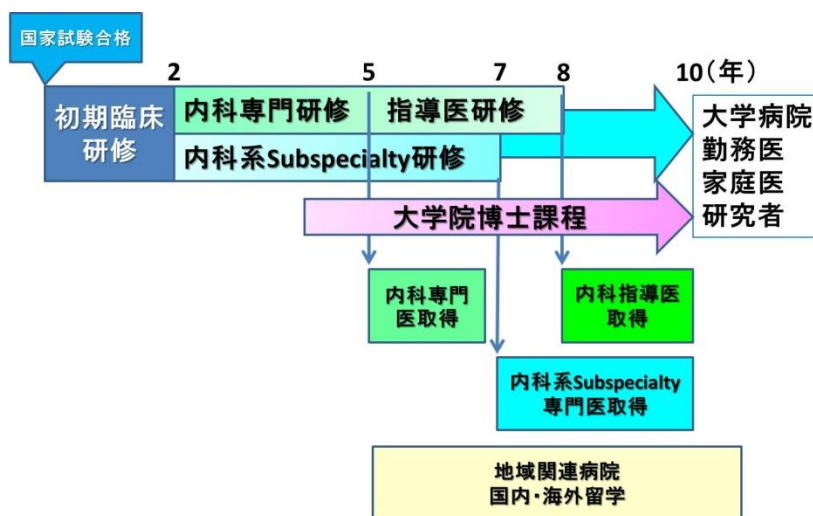 国家試験合格
2
5
7
8
10(年)
初期臨床
研修
内科専門研修
指導医研修
内科系Subspecialty研修
大学院博士課程
大学病院
勤務医
家庭医
研究者
内科専門
医取得
内科指導医
取得
内科系Subspecialty
専門医取得
地域関連病院
国内・海外留学